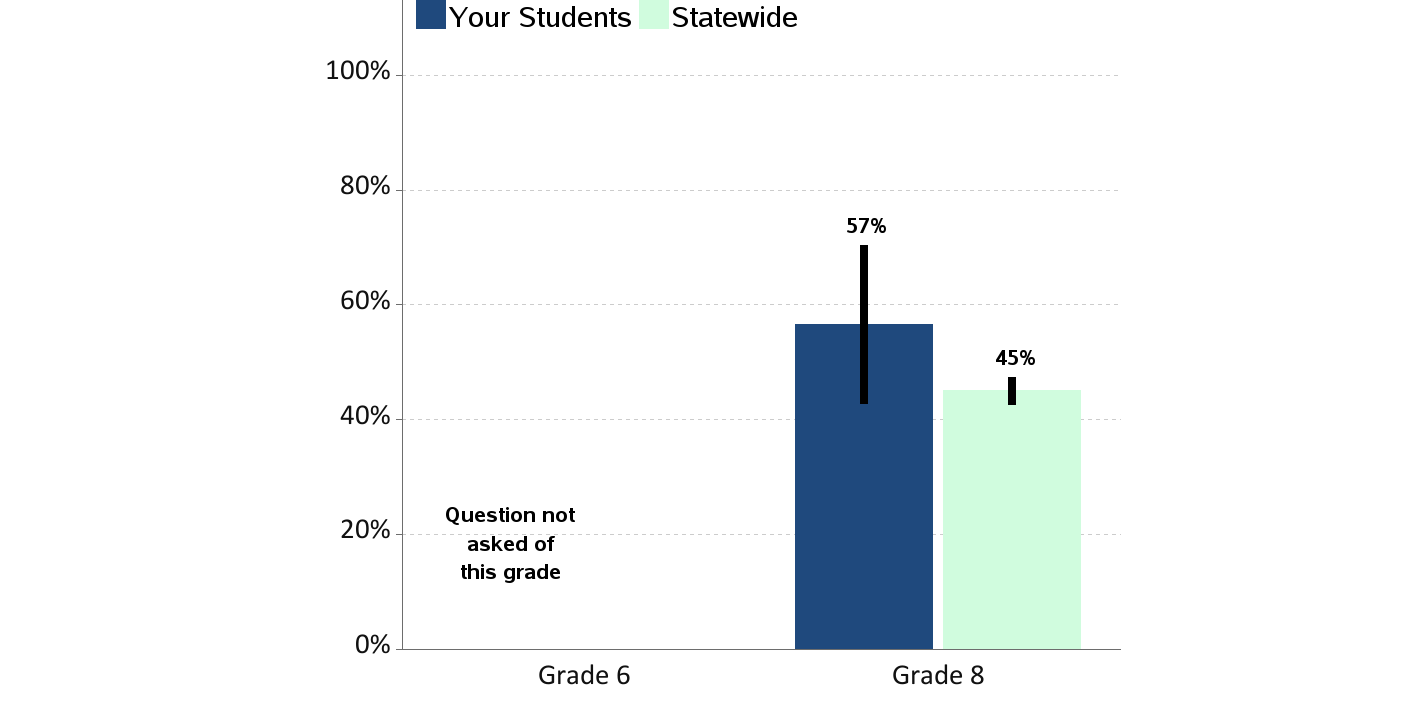 Your Students Statewide
100%
80%
57%
60%
45%
40%
Question not
20%
asked of
this grade
0%
Grade 6 Grade 8